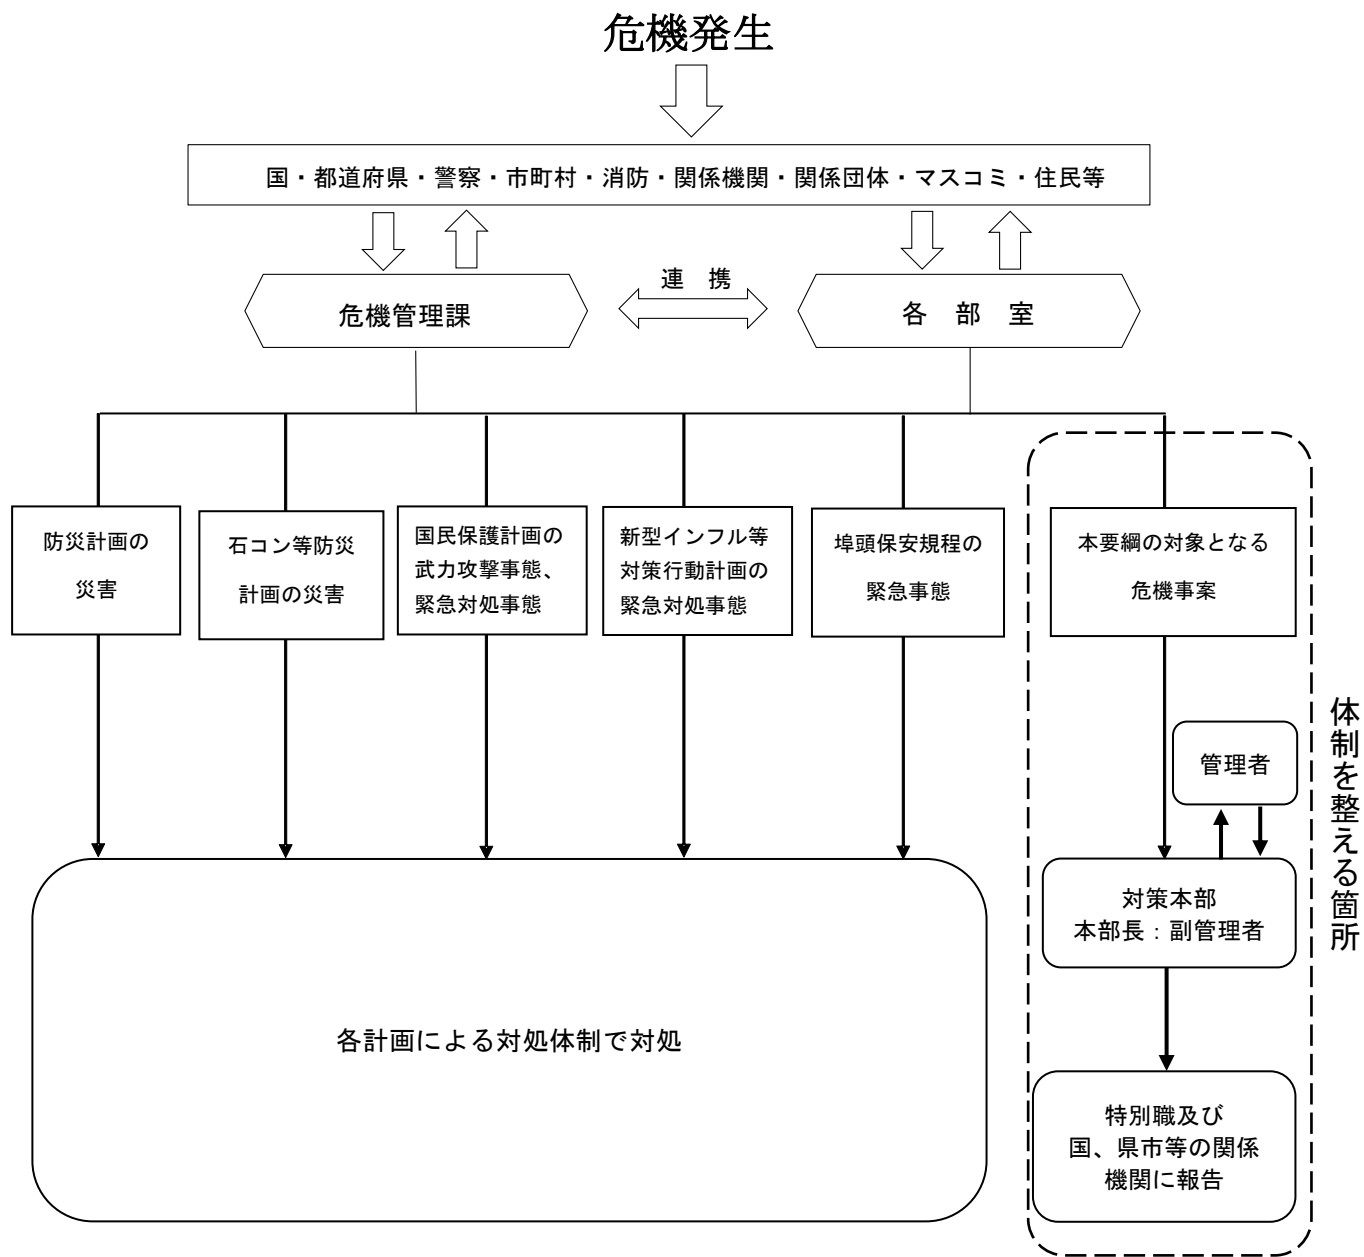 危機発生
国・都道府県・警察・市町村・消防・関係機関・関係団体・マスコミ・住民等
連 携
危機管理課
各 部 室
防災計画の
災害
石コン等防災
計画の災害
国民保護計画の
武力攻撃事態、
緊急対処事態
新型インフル等
対策行動計画の
緊急対処事態
埠頭保安規程の
緊急事態
本要綱の対象となる
危機事案
管理者
対策本部
本部長：副管理者
特別職及び
国、県市等の関係
機関に報告
各計画による対処体制で対処
体制を整える箇所